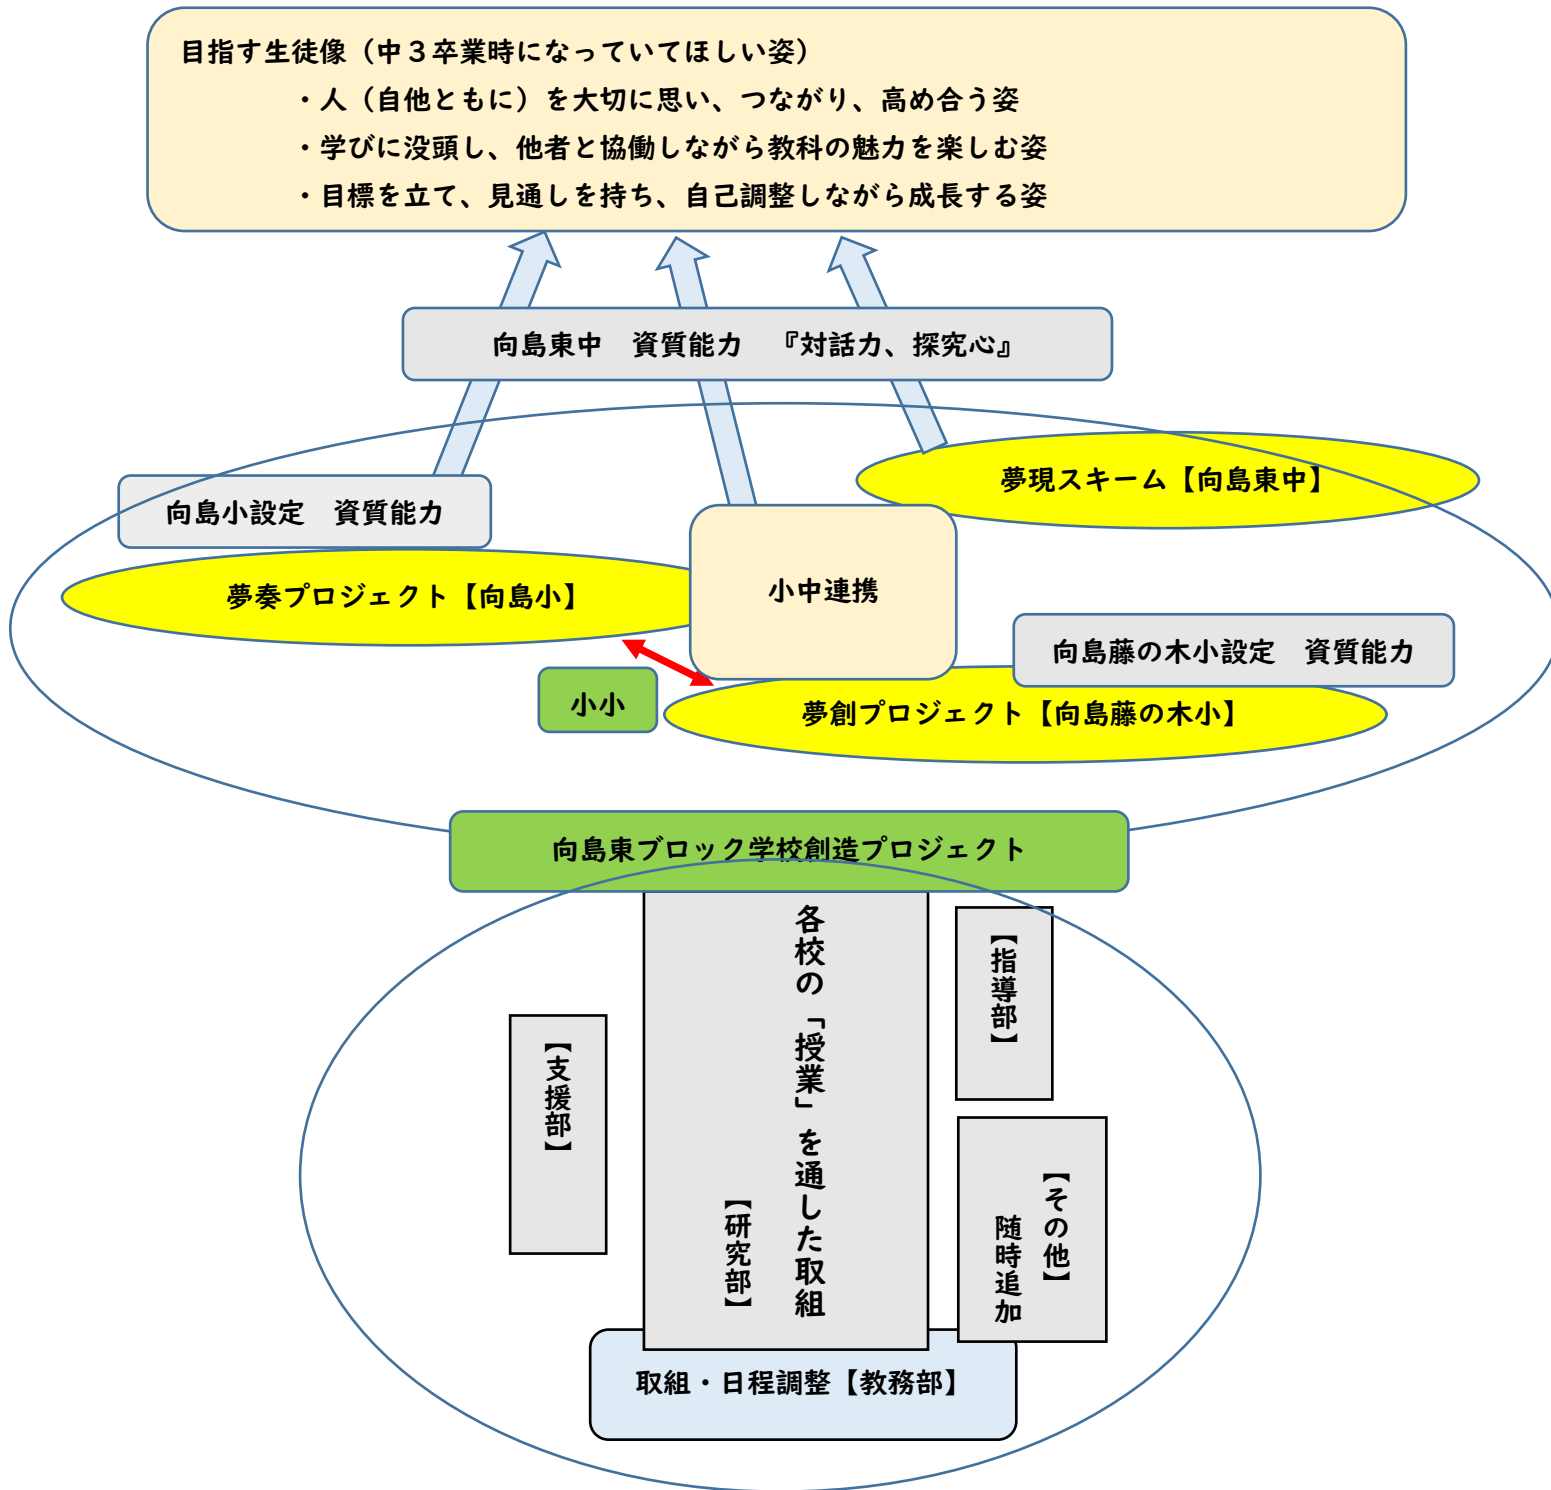 目指す生徒像（中３卒業時になっていてほしい姿）
・人（自他ともに）を大切に思い、つながり、高め合う姿
・学びに没頭し、他者と協働しながら教科の魅力を楽しむ姿
・目標を立て、見通しを持ち、自己調整しながら成長する姿
向島東中　資質能力　『対話力、探究心』
夢現スキーム【向島東中】
向島小設定　資質能力
夢奏プロジェクト【向島小】
小中連携
向島藤の木小設定　資質能力
小小
夢創プロジェクト【向島藤の木小】
向島東ブロック学校創造プロジェクト
各校の「授業」を通した取組
【研究部】
【指導部】
【支援部】
【その他】
随時追加
取組・日程調整【教務部】